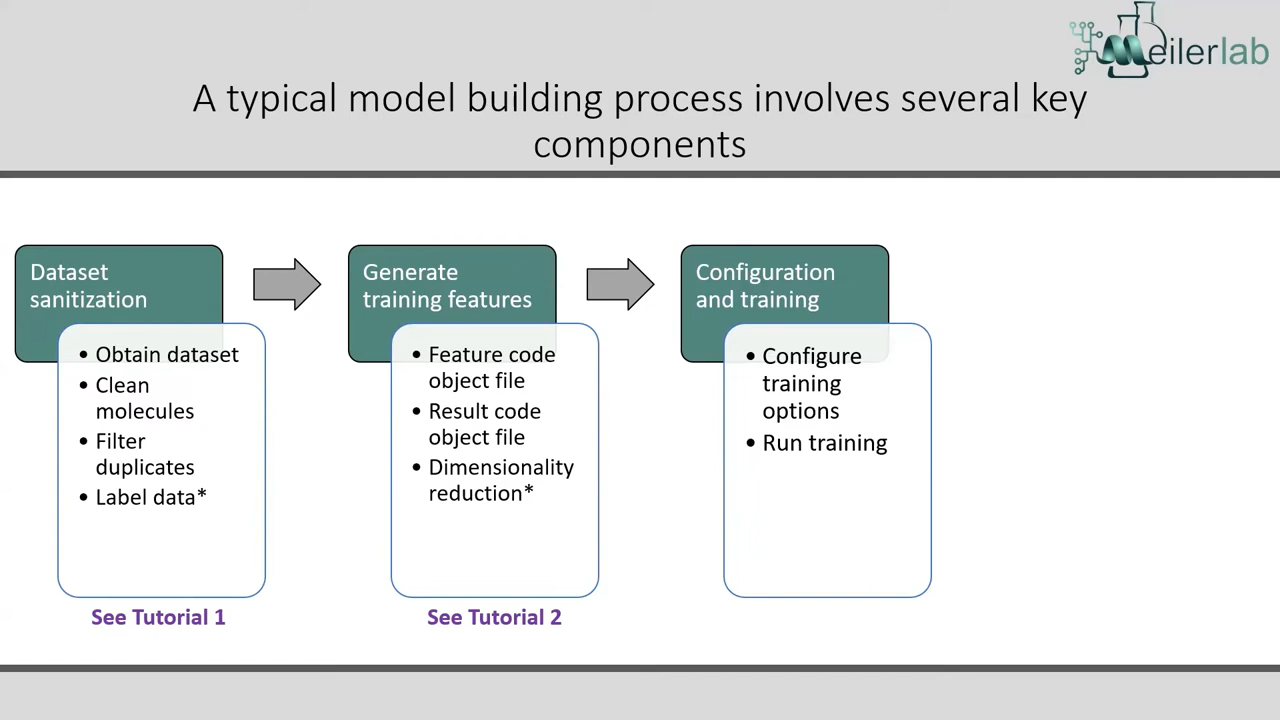 Meilerlab
A typical model building process involves several key
components
Dataset
sanitization
• Obtain dataset
• Clean
molecules
• Filter
duplicates
• Label data*
See Tutorial 1
Generate
training features
• Feature code
object file
• Result code
object file
• Dimensionality
reduction*
See Tutorial 2
Configuration
and training
• Configure
training
options
• Run training